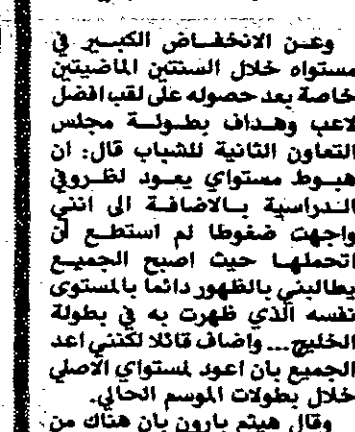 وعن الانخفاض الكبير في
مستواه خلال السنتين الماضيتين
خاصة بعد حصوله على لقب افضل
لاعب وهداف بطولة مجلس
التعاون الثانية للشباب قال: ان
هبوط مستواي يعود لظروفي
الدراسية بالاضافة الى انني
واجهت ضغوطا لم استطع ان
اتحملها حيث اصبح الجميع
يطالبني بالظهور دائما بالمستوى
نفسه الذي ظهرت به في بطولة
الخليج... واضاف قائلا لكنني اعد
الجميع بان اعود لمستواي الاصلي
خلال بطولات الموسم الحالي.
وقال هيثم بارون بان هناك من